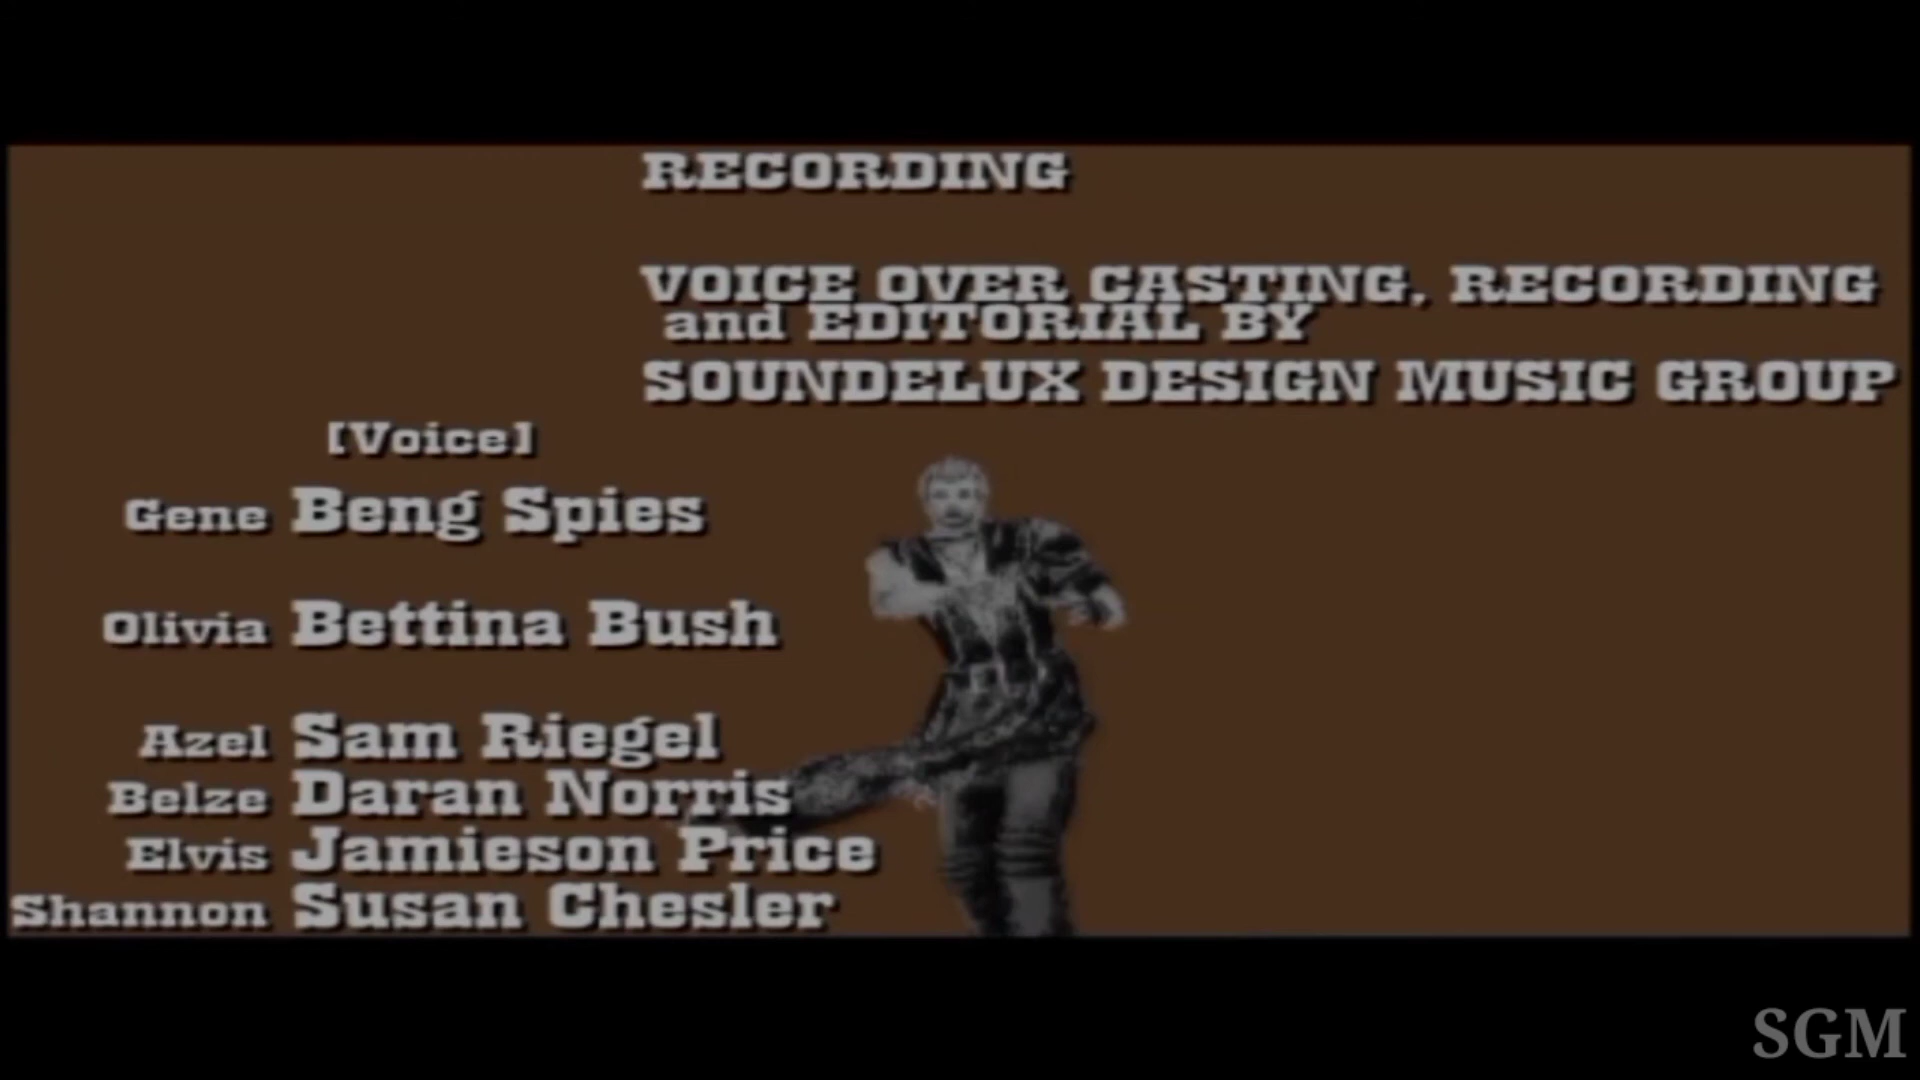 RECORDING
VOICE OVER CASTING, RECORDING
and EDITORIAL BY
SOUNDELUX DESIGN MUSIC GROUP
[Voice]
Gene Beng Spies
Olivia Bettina Bush
Azel Sam Riegel
Belze Daran Norris
Elvis Jamieson Price
Shannon Susan Chesler
SGM